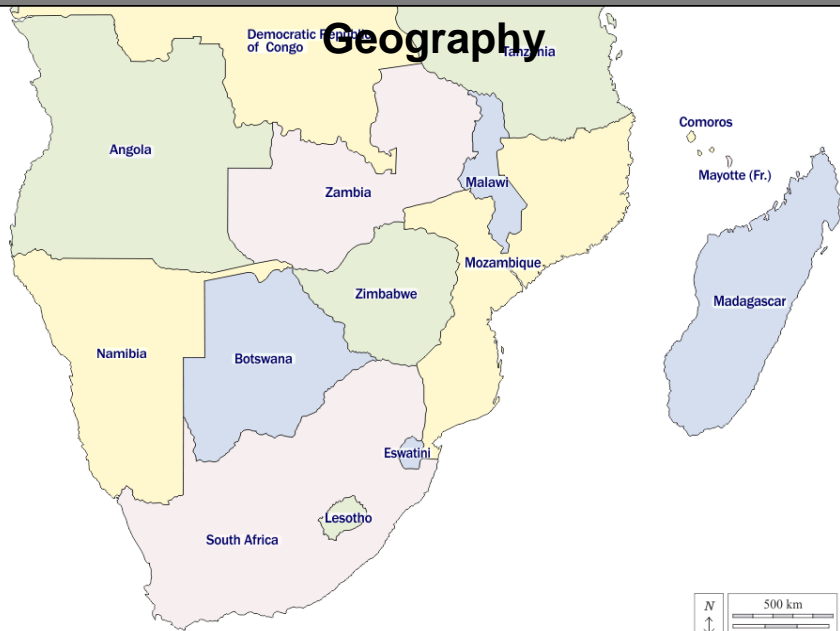 Geography
Democratic Republic
of Congo
Tanzania
Comoros
Angola
Mayotte (Fr.)
Malawi
Zambia
Mozambique
Zimbabwe
Madagascar
Namibia
Botswana
Eswatini
Lesotho
South Africa
N
500 km